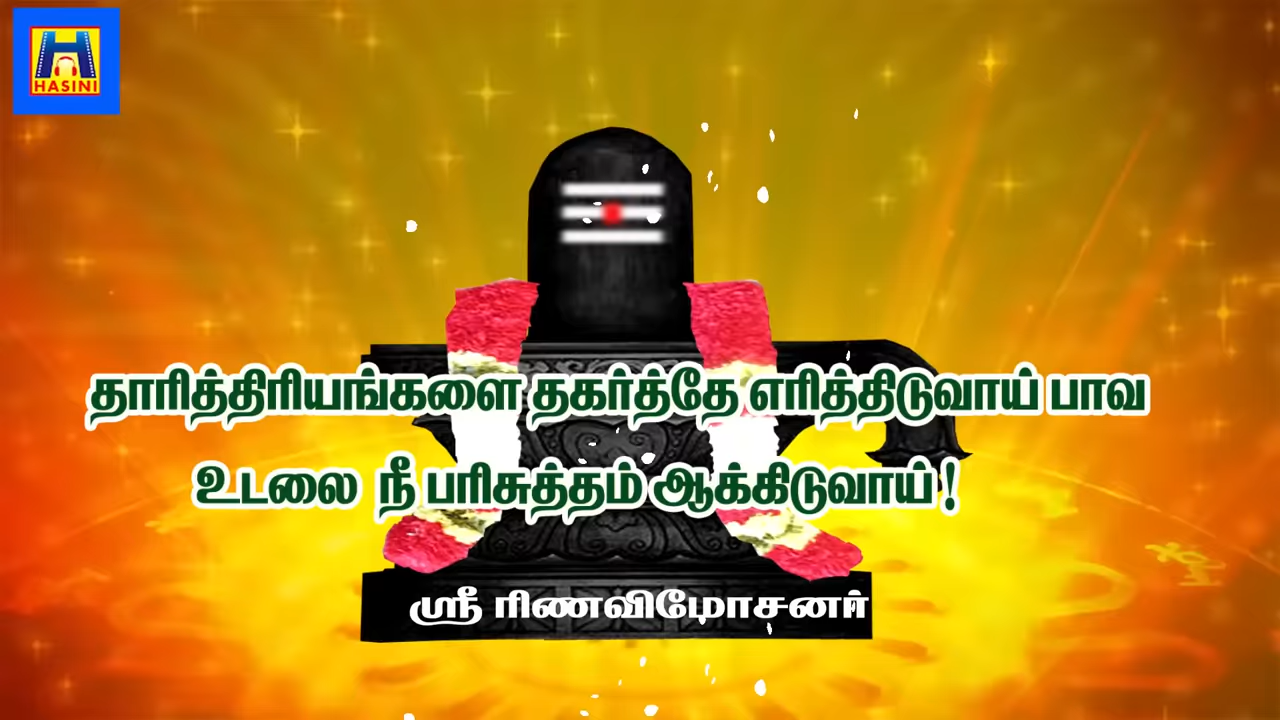 HASINI
தாரித்திரியங்களை தகர்த்தே எரித்திடுவாய் பாவ
உடலை நீ பரிசுத்தம் ஆக்கிடுவாய் !
ஸ்ரீ ரிணவிமோசனர்